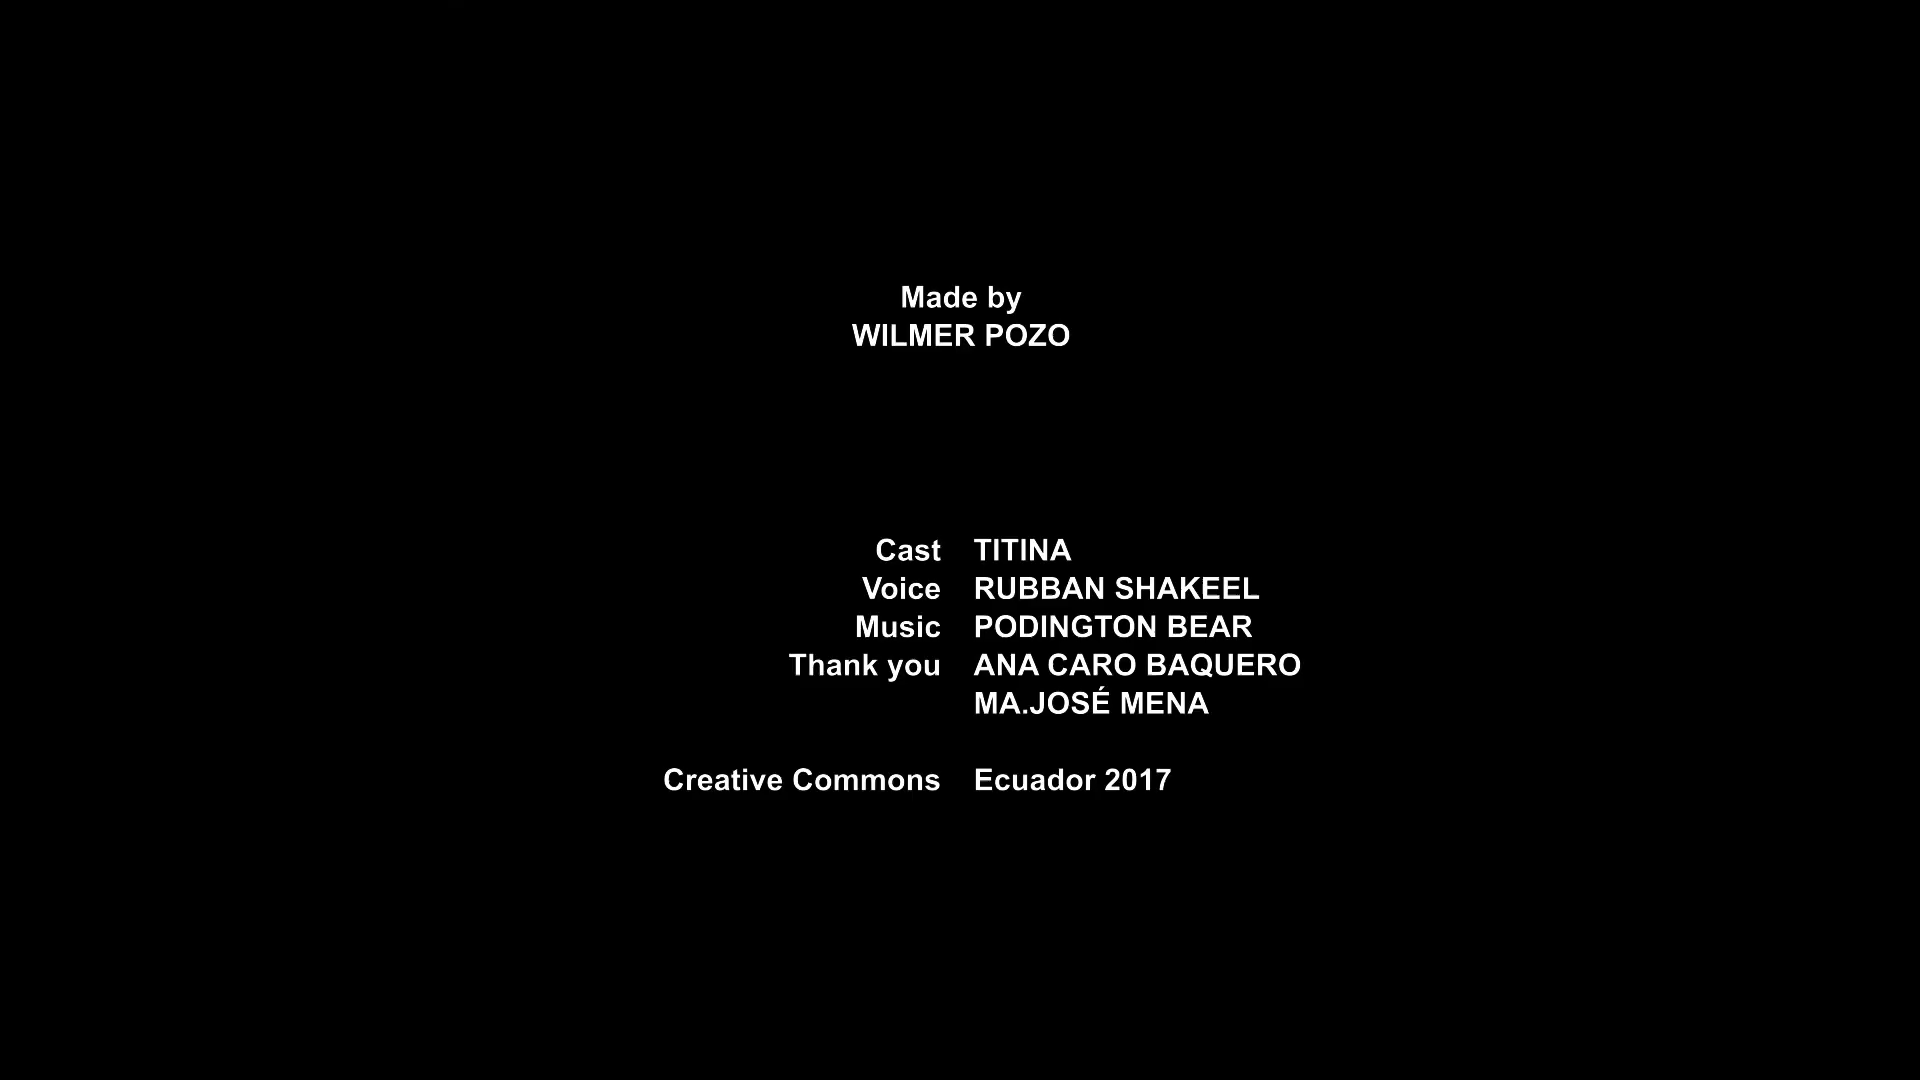 Made by
WILMER POZO
Cast TITINA
Voice RUBBAN SHAKEEL
Music PODINGTON BEAR
Thank you ANA CARO BAQUERO
MA.JOSÉ MENA
Creative Commons Ecuador 2017